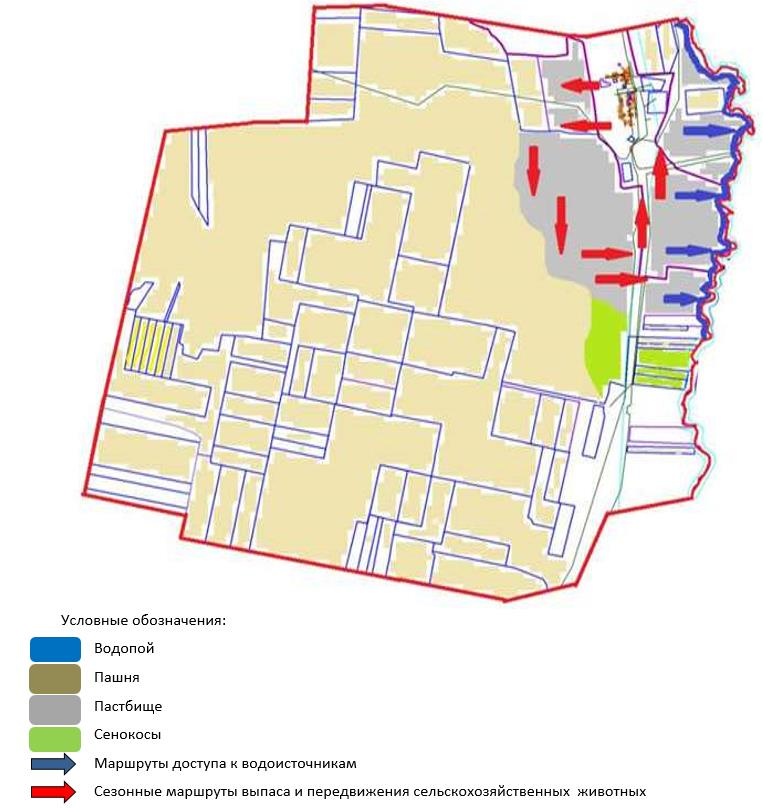 Условные обозначения:
Водопой
Пашня
Пастбище
Сенокосы
Маршруты доступа к водоисточникам
Сезонные маршруты выпаса и передвижения сельскохозяйственных животных